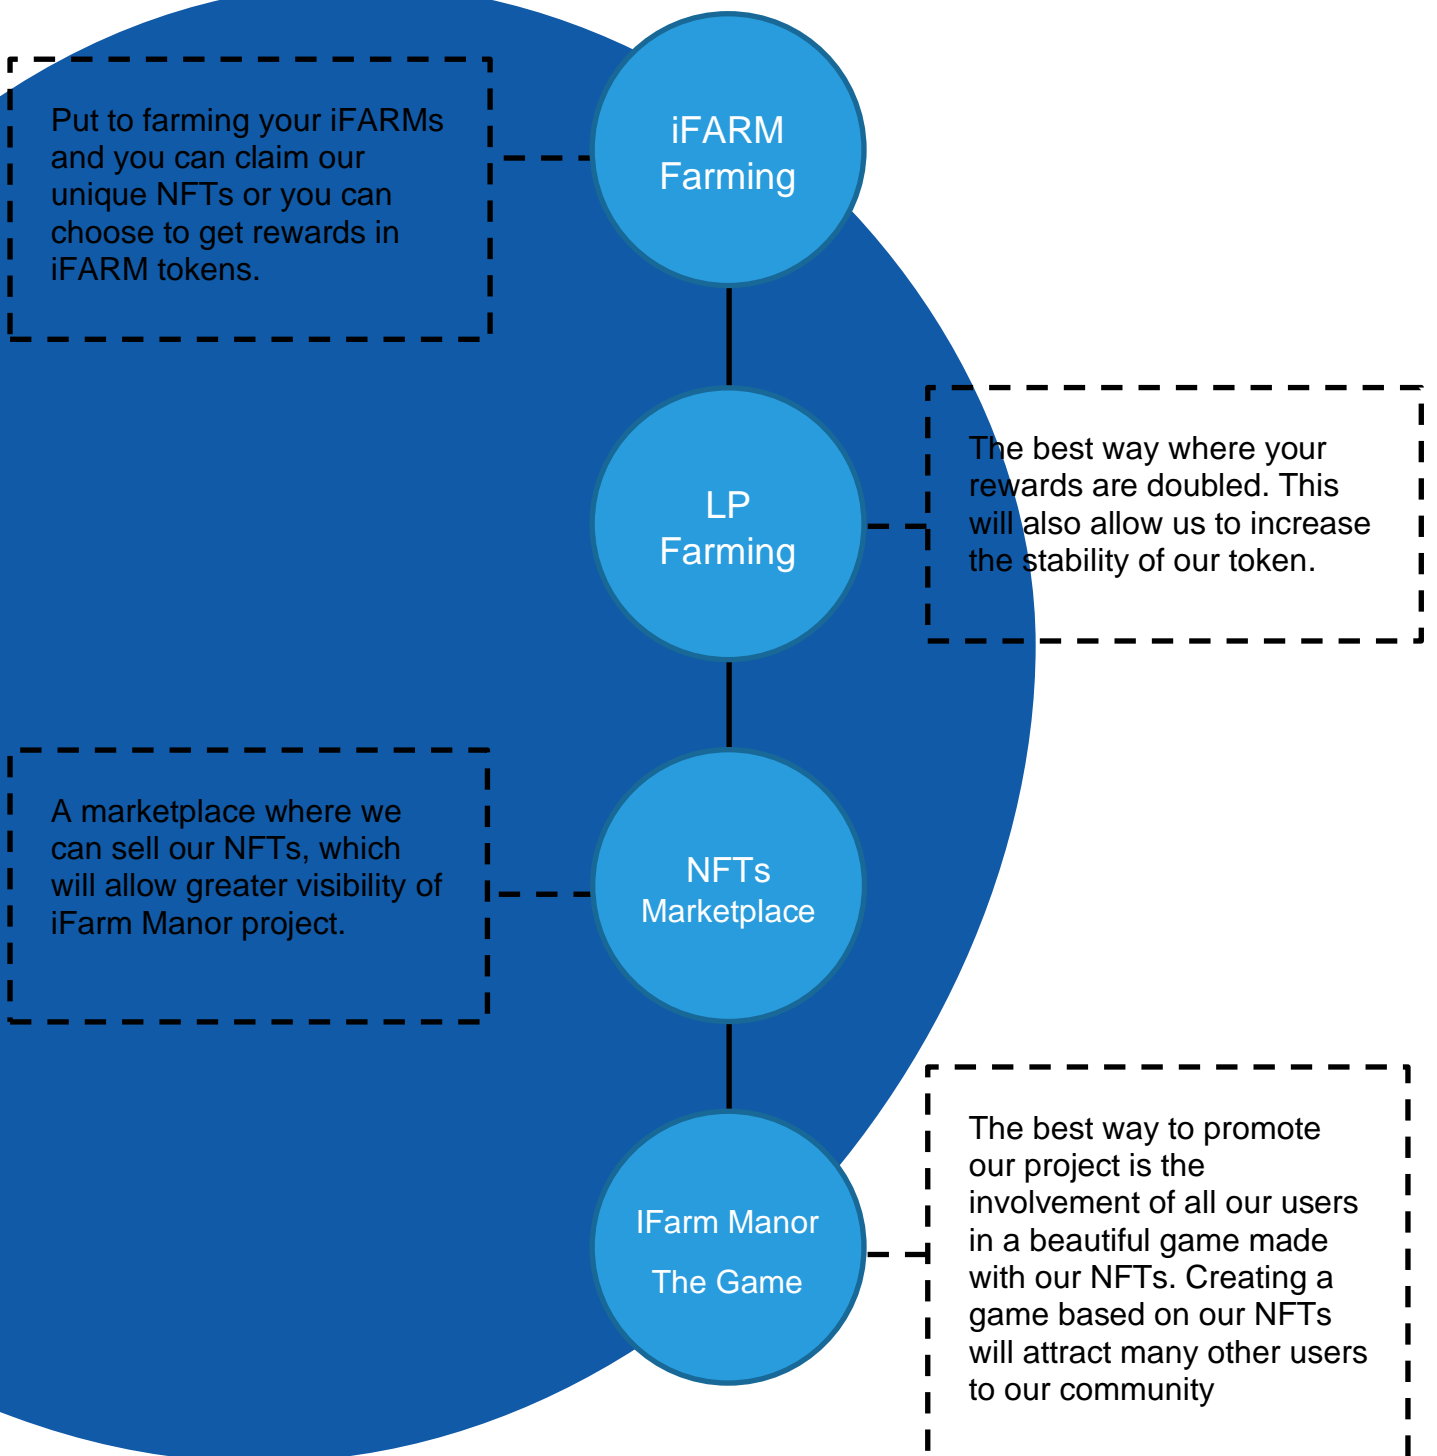 iFARM
Farming
Put to farming your iFARMs
and you can claim our
unique NFTs or you can
choose to get rewards in
iFARM tokens.
LP
Farming
The best way where your
rewards are doubled. This
will also allow us to increase
the stability of our token.
NFTs
Marketplace
A marketplace where we
can sell our NFTs, which
will allow greater visibility of
iFarm Manor project.
IFarm Manor
The Game
The best way to promote
our project is the
involvement of all our users
in a beautiful game made
with our NFTs. Creating a
game based on our NFTs
will attract many other users
to our community